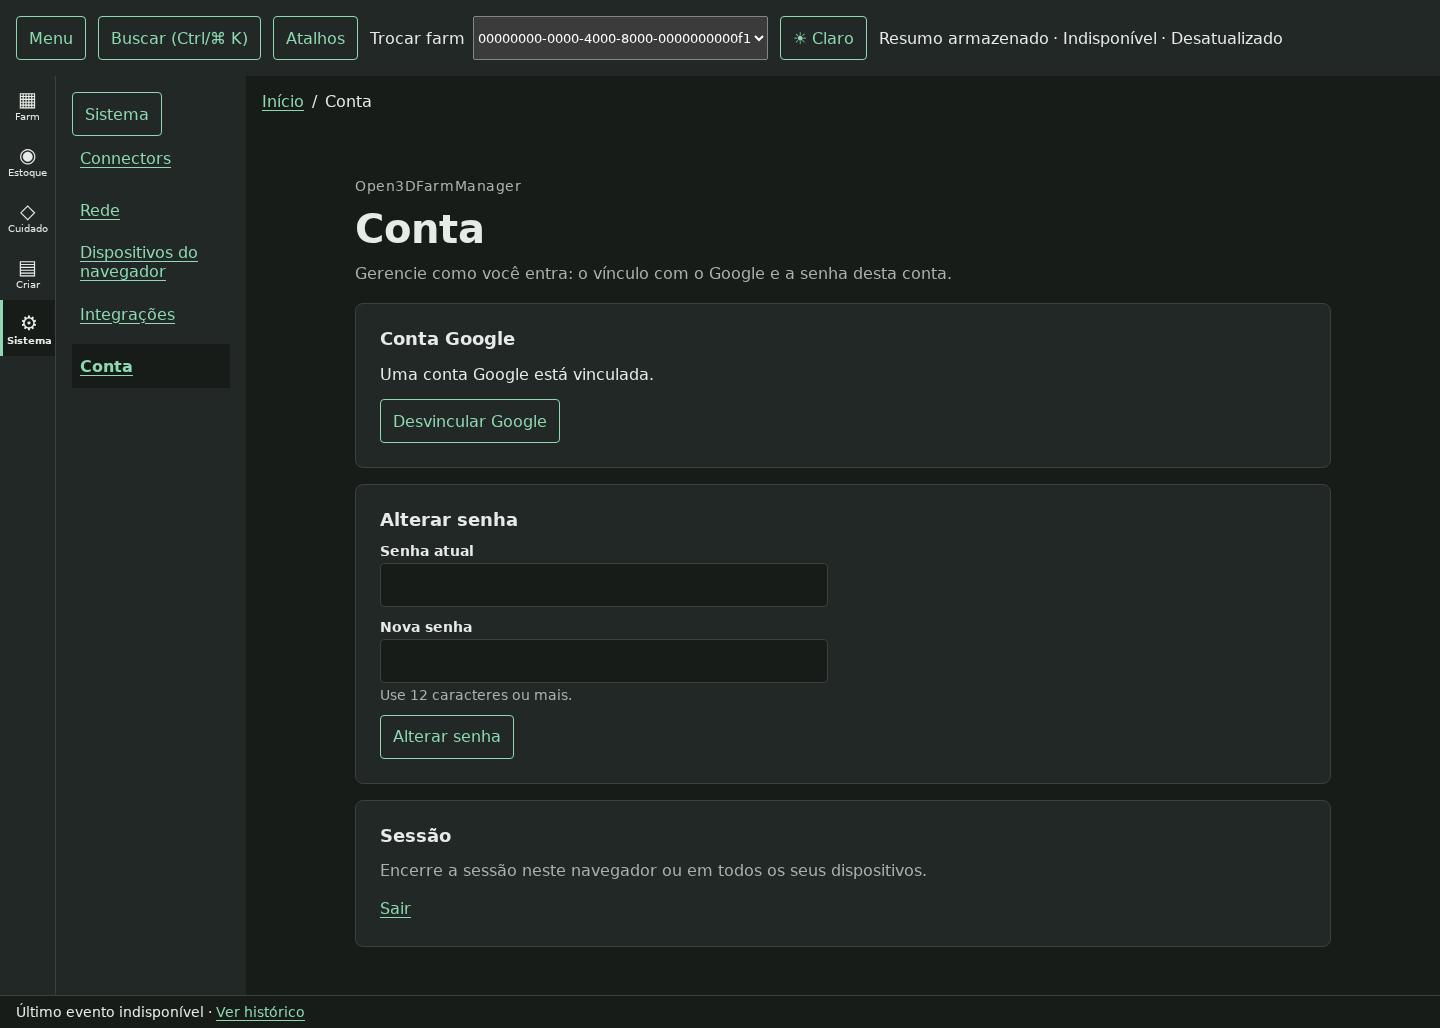 Menu
Buscar (Ctrl/⌘ K)
Atalhos
Trocar farm
00000000-0000-4000-8000-0000000000f1
☀ Claro
Resumo armazenado · Indisponível · Desatualizado
Farm
Estoque
Cuidado
Criar
Sistema
Sistema
Connectors
Rede
Dispositivos do
navegador
Integrações
Conta
Início / Conta
Open3DFarmManager
Conta
Gerencie como você entra: o vínculo com o Google e a senha desta conta.
Conta Google
Uma conta Google está vinculada.
Desvincular Google
Alterar senha
Senha atual
Nova senha
Use 12 caracteres ou mais.
Alterar senha
Sessão
Encerre a sessão neste navegador ou em todos os seus dispositivos.
Sair
Último evento indisponível · Ver histórico